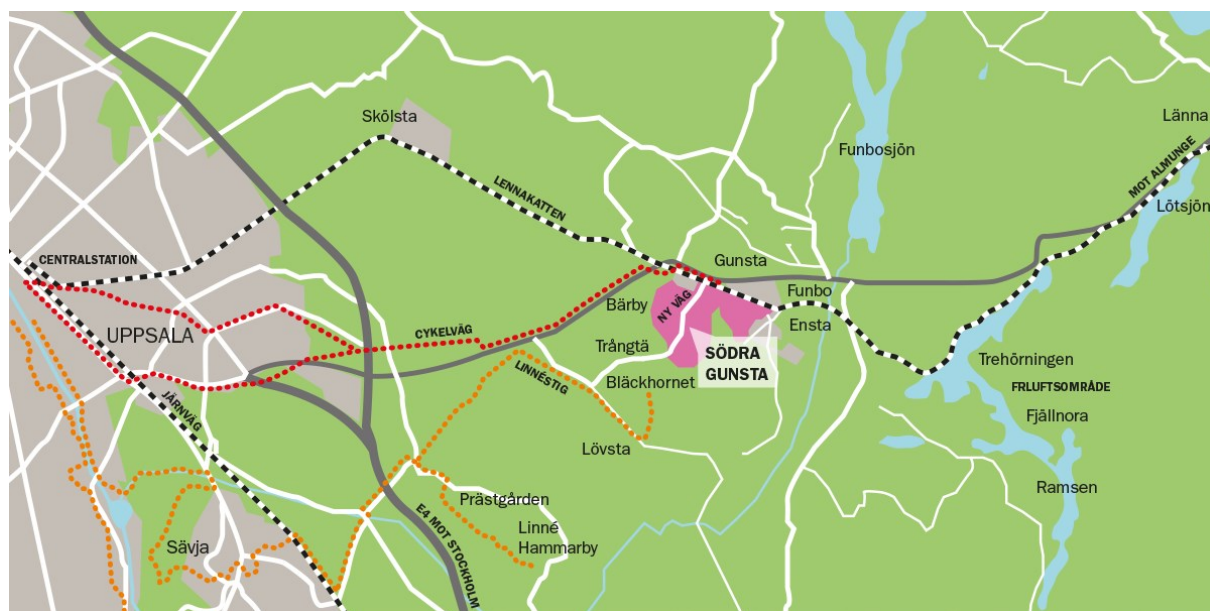 Skölsta
Länna
Funbosjön
MOT ALMUNGE
LENNAKATTEN
Lötsjön
CENTRALSTATION
Gunsta
Funbo
Bärby
NY VÄG
Ensta
UPPSALA
CYKELVÄG
Trångtä
SÖDRA
GUNSTA
Trehörningen
LINNÉSTIG
Bläckhornet
FRLUFTSOMRÅDE
JÄRNVÄG
Fjällnora
Lövsta
Ramsen
Prästgården
E4 MOT STOCKHOLM
Linné
Hammarby
Sävja